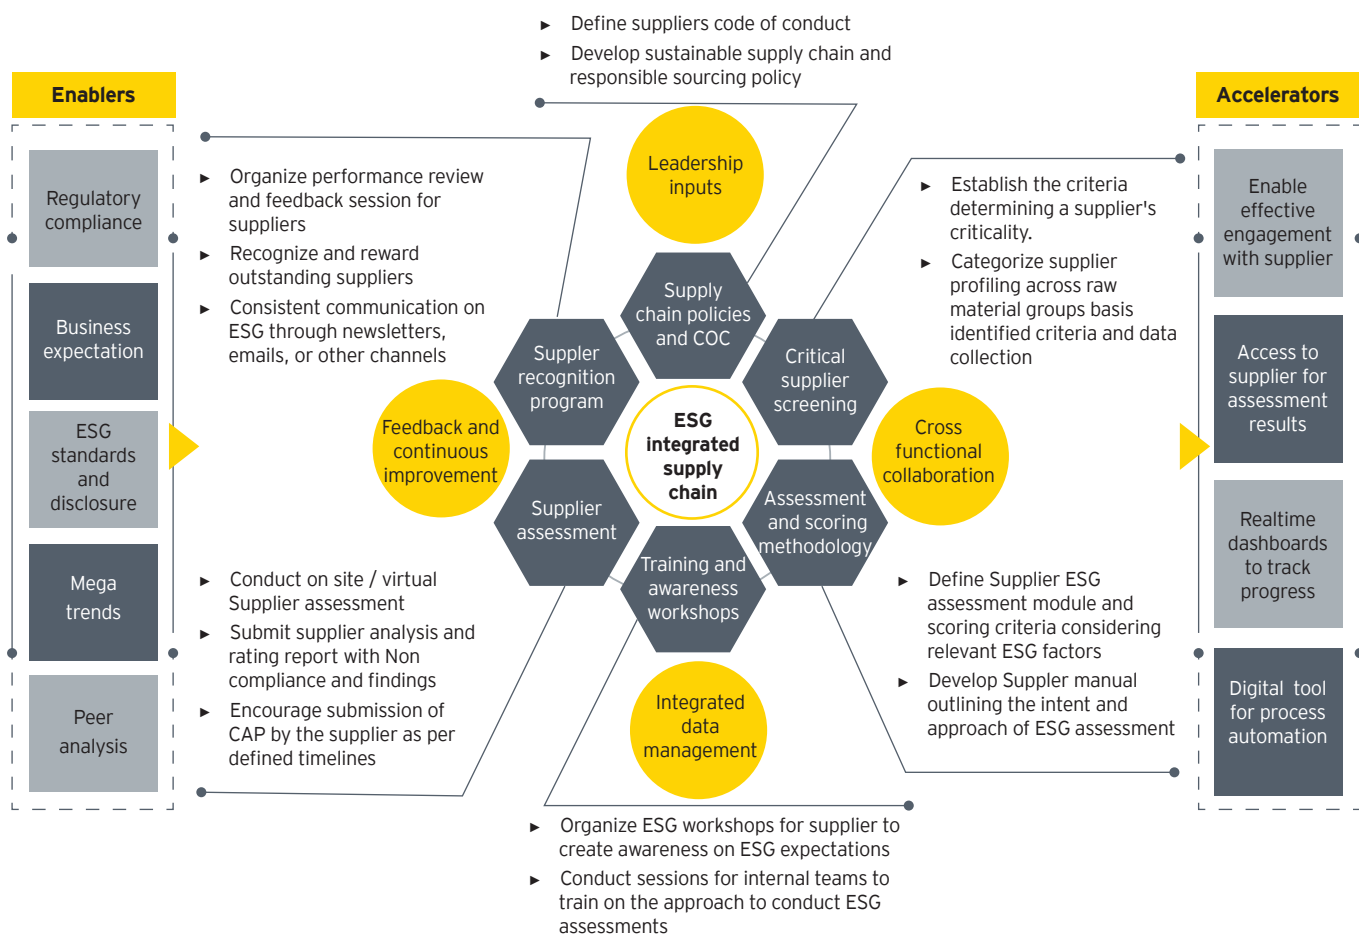 Define suppliers code of conduct
Develop sustainable supply chain and
responsible sourcing policy
Enablers
Regulatory
compliance
Business
expectation
ESG
standards
and
disclosure
Mega
trends
Peer
analysis
Organize performance review
and feedback session for
suppliers
Recognize and reward
outstanding suppliers
Consistent communication on
ESG through newsletters,
emails, or other channels
Leadership
inputs
Supply
chain policies
and COC
Suppler
recognition
program
Critical
supplier
screening
Feedback and
continuous
improvement
ESG
integrated
supply
chain
Cross
functional
collaboration
Supplier
assessment
Assessment
and scoring
methodology
Training and
awareness
workshops
Integrated
data
management
Establish the criteria
determining a supplier's
criticality.
Categorize supplier
profiling across raw
material groups basis
identified criteria and data
collection
Conduct on site / virtual
Supplier assessment
Submit supplier analysis and
rating report with Non
compliance and findings
Encourage submission of
CAP by the supplier as per
defined timelines
Define Supplier ESG
assessment module and
scoring criteria considering
relevant ESG factors
Develop Suppler manual
outlining the intent and
approach of ESG assessment
Organize ESG workshops for supplier to
create awareness on ESG expectations
Conduct sessions for internal teams to
train on the approach to conduct ESG
assessments
Accelerators
Enable
effective
engagement
with supplier
Access to
supplier for
assessment
results
Realtime
dashboards
to track
progress
Digital tool
for process
automation